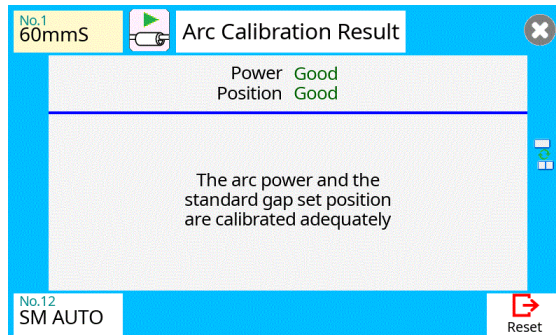 No.1
60mmS
Arc Calibration Result
Power Good
Position Good
The arc power and the
standard gap set position
are calibrated adequately
No.12
SM AUTO
Reset